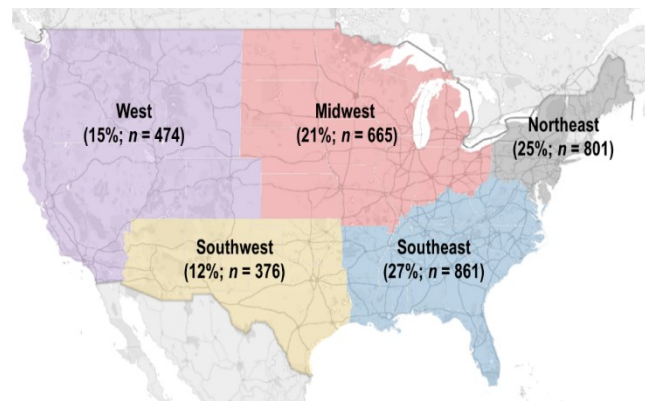 West
(15%; n = 474)
Midwest
(21%; n = 665)
Northeast
(25%; n = 801)
Southwest
(12%; n = 376)
Southeast
(27%; n = 861)